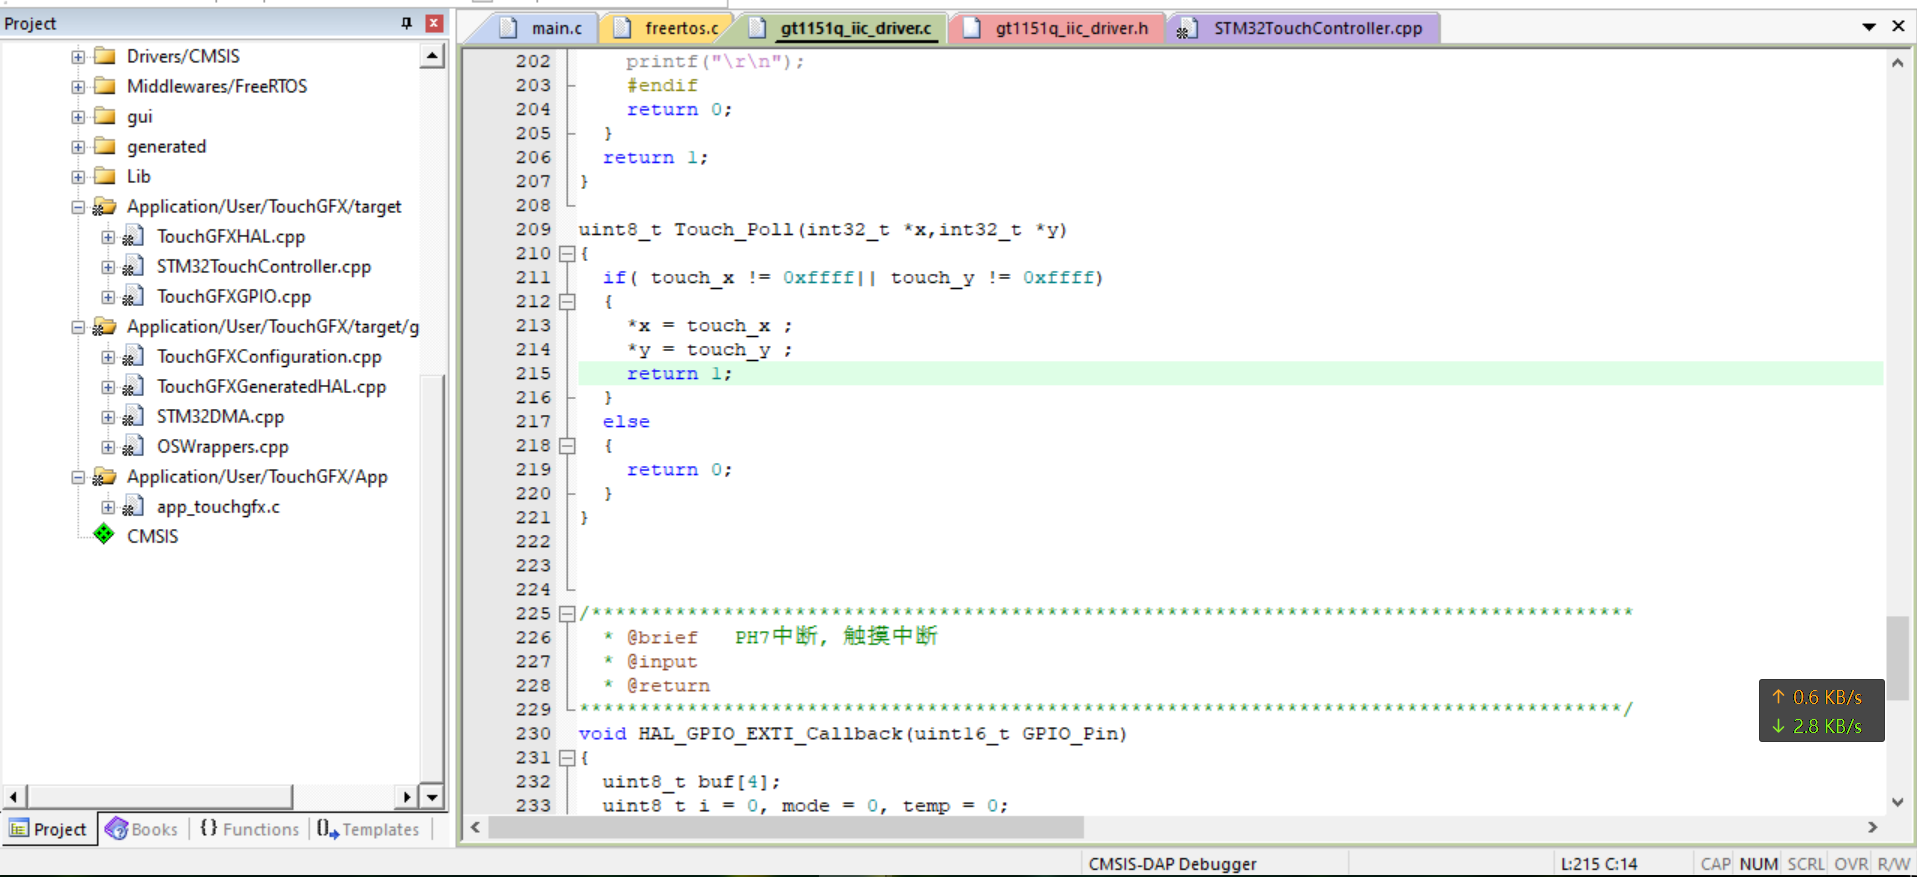 Project
Drivers/CMSIS
Middlewares/FreeRTOS
gui
generated
Lib
Application/User/TouchGFX/target
TouchGFXHAL.cpp
STM32TouchController.cpp
TouchGFXGPIO.cpp
Application/User/TouchGFX/target/g
TouchGFXConfiguration.cpp
TouchGFXGeneratedHAL.cpp
STM32DMA.cpp
OSWrappers.cpp
Application/User/TouchGFX/App
app_touchgfx.c
CMSIS
Project Books {} Functions Templates
main.c freertos.c gt1151q_iic_driver.c gt1151q_iic_driver.h STM32TouchController.cpp
202 printf("\r\n");
203 #endif
204 return 0;
205 }
206 return 1;
207 }
208
209 uint8_t Touch_Poll(int32_t *x,int32_t *y)
210 {
211 if( touch_x != 0xffff|| touch_y != 0xffff)
212 {
213 *x = touch_x ;
214 *y = touch_y ;
215 return 1;
216 }
217 else
218 {
219 return 0;
220 }
221 }
222
223
224
225 /****************************************************************************************
226 * @brief PH7中断, 触摸中断
227 * @input
228 * @return
229 ****************************************************************************************/
230 void HAL_GPIO_EXTI_Callback(uint16_t GPIO_Pin)
231 {
232 uint8_t buf[4];
233 uint8_t i = 0, mode = 0, temp = 0;
↑ 0.6 KB/s
↓ 2.8 KB/s
CMSIS-DAP Debugger L:215 C:14 CAP NUM SCRL OVR R/W